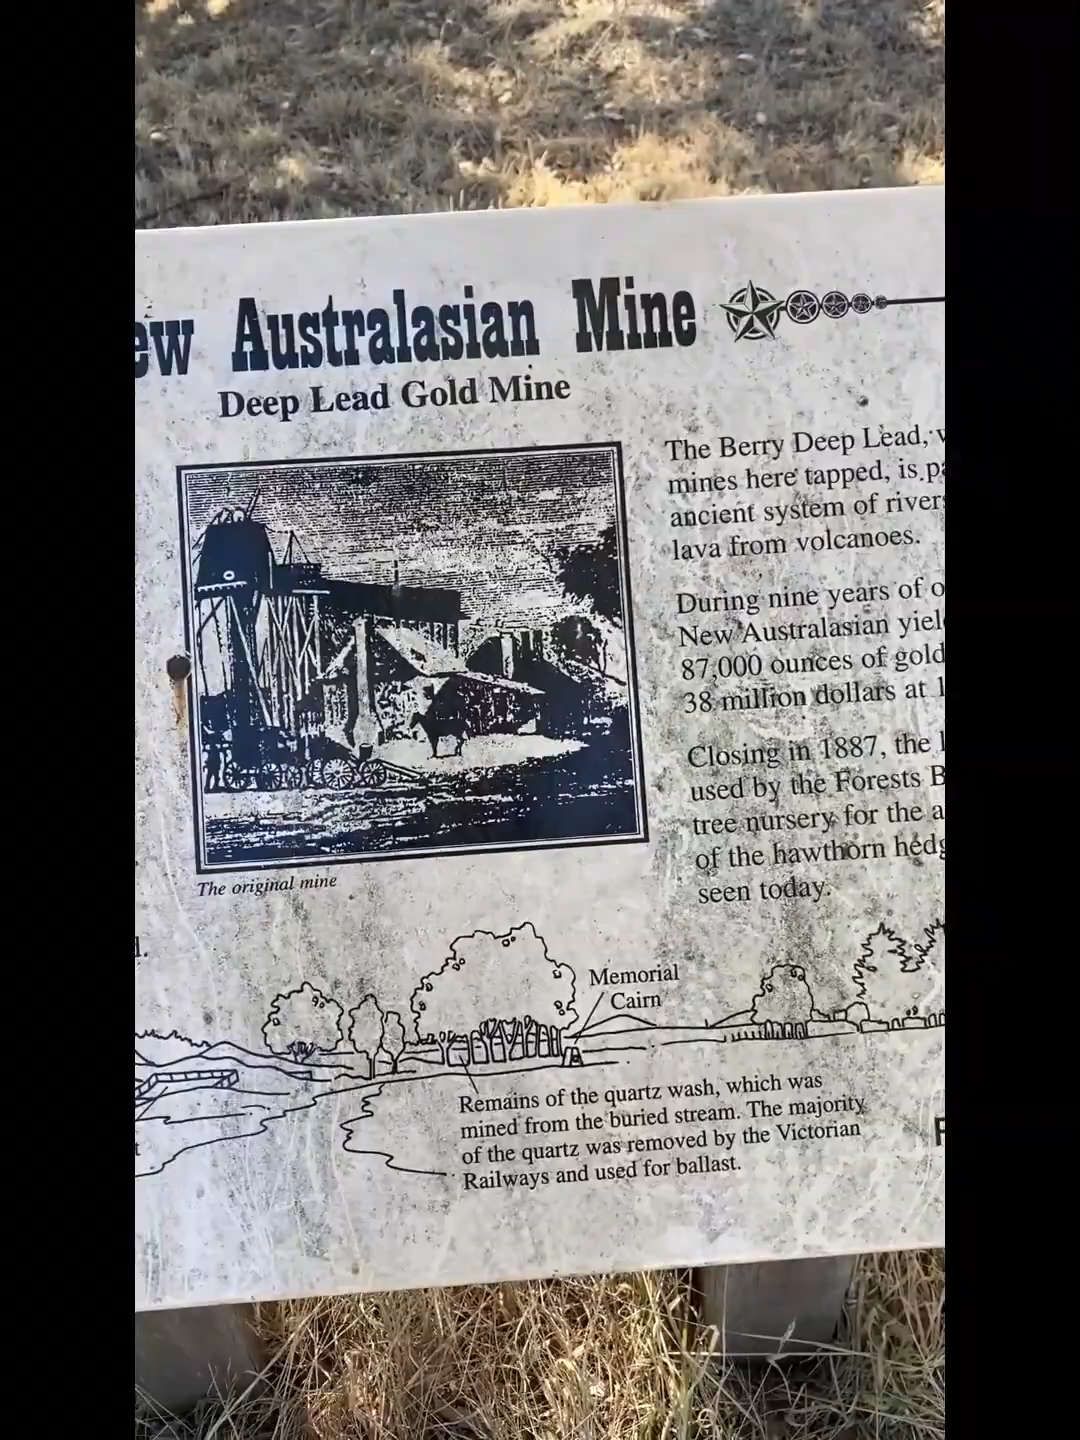 ew Australasian Mine
Deep Lead Gold Mine
The Berry Deep Lead,
mines here tapped, is
ancient system of
lava from volcanoes.
During nine years of
New Australasian
87,000 ounces of gold
38 million dollars at
Closing in 1887, the
used by the Forests
tree nursery for the
of the hawthorn
seen today.
The original mine
Memorial
Cairn
Remains of the quartz wash, which was
mined from the buried stream. The majority
of the quartz was removed by the Victorian
Railways and used for ballast.